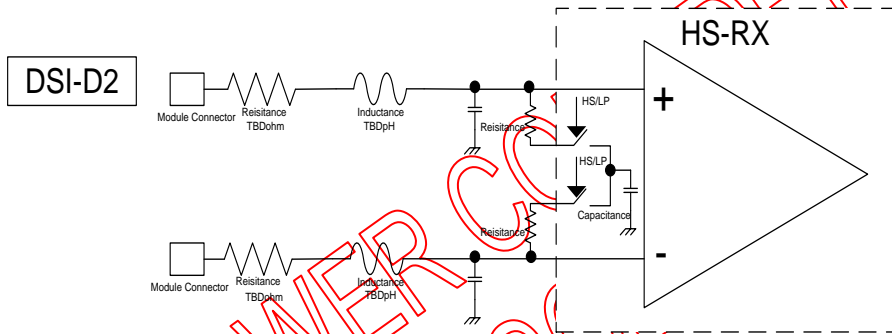 HS-RX
DSI-D2
Module Connector
Reisitance
TBDohm
Inductance
TBDpH
Reisitance
HS/LP
+
HS/LP
Capacitance
Reisitance
-
Module Connector
Reisitance
TBDohm
Inductance
TBDpH